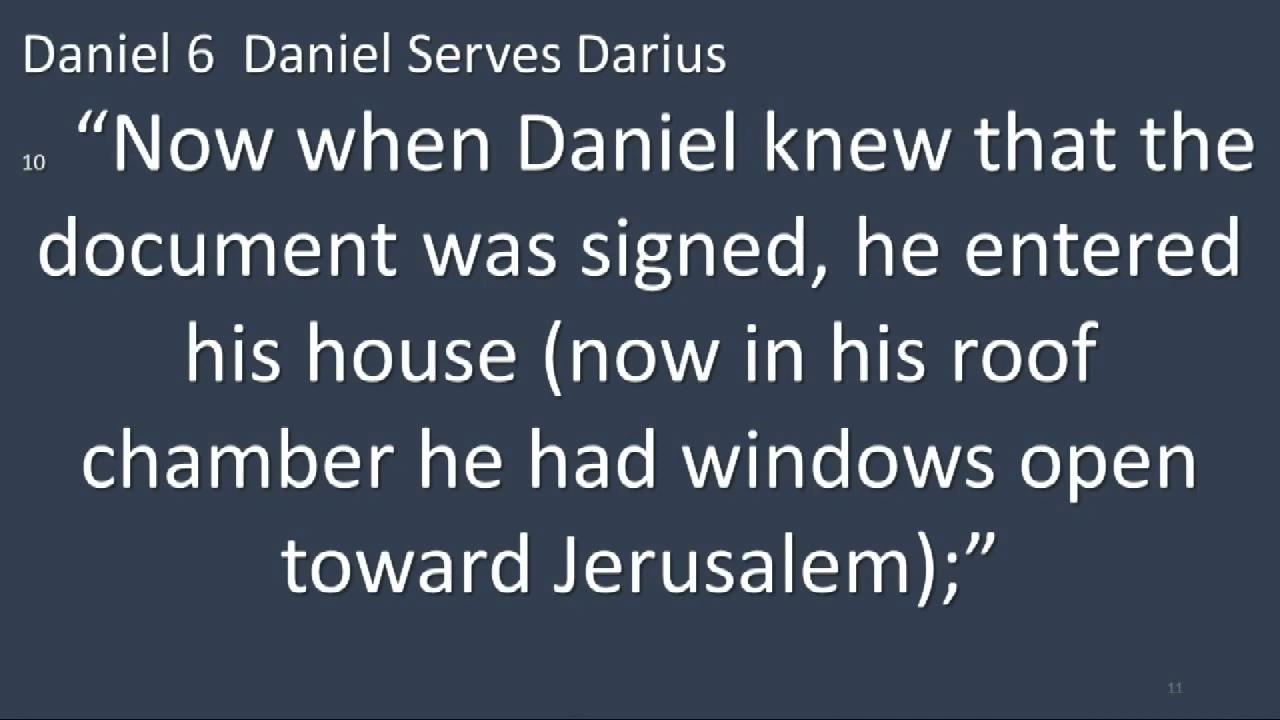 Daniel 6  Daniel Serves Darius
10 “Now when Daniel knew that the
document was signed, he entered
his house (now in his roof
chamber he had windows open
toward Jerusalem);”
11